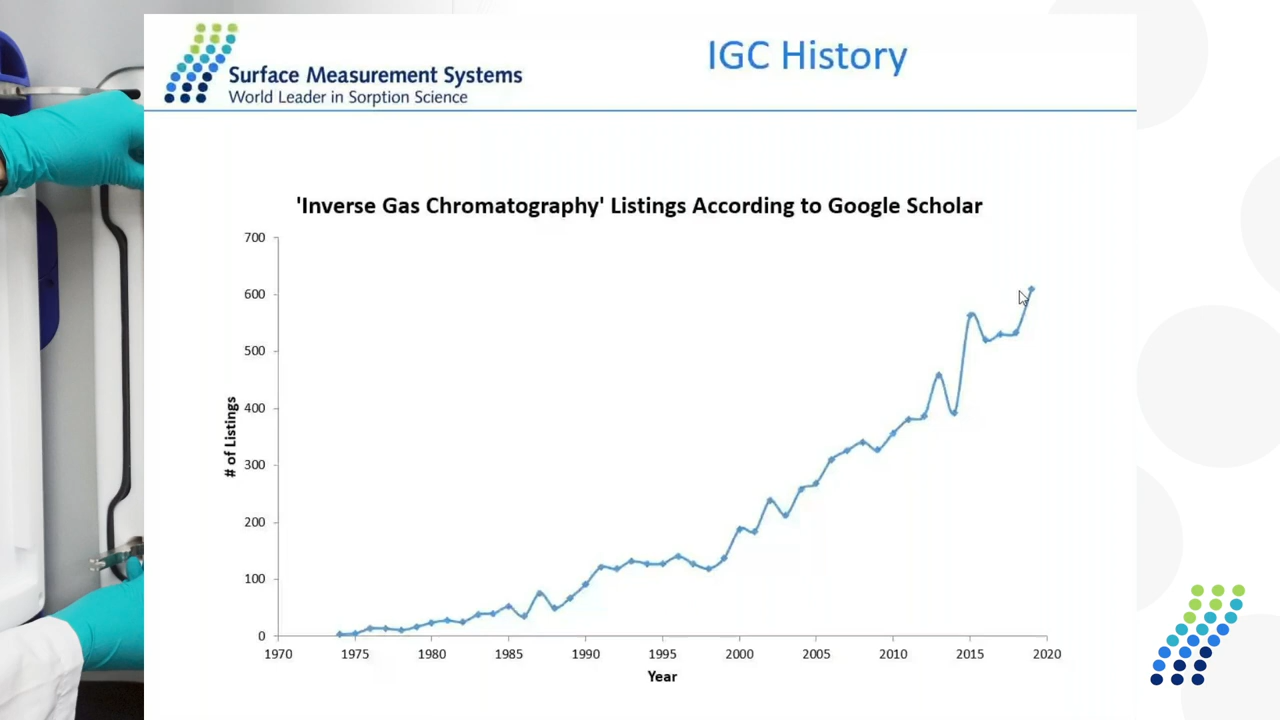 IGC History
Surface Measurement Systems
World Leader in Sorption Science
'Inverse Gas Chromatography' Listings According to Google Scholar
700
600
500
400
300
200
100
0
# of Listings
1970 1975 1980 1985 1990 1995 2000 2005 2010 2015 2020
Year